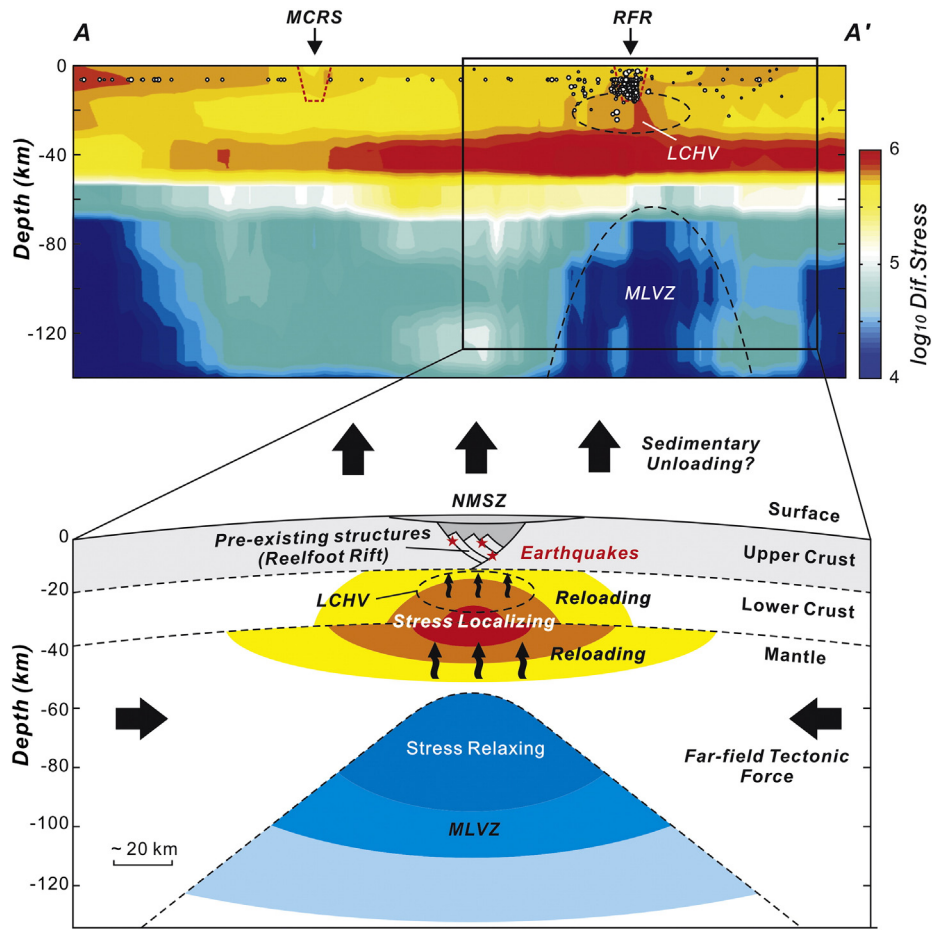 MCRS
RFR
A
A'
0
-40
-80
-120
Depth (km)
LCHV
MLVZ
6
5
4
log10 Dif.Stress
Sedimentary
Unloading?
NMSZ
Surface
0
-20
-40
-60
-80
-100
-120
Depth (km)
Pre-existing structures
(Reelfoot Rift)
Earthquakes
Upper Crust
LCHV
Reloading
Lower Crust
Stress Localizing
Reloading
Mantle
Stress Relaxing
Far-field Tectonic
Force
MLVZ
~ 20 km